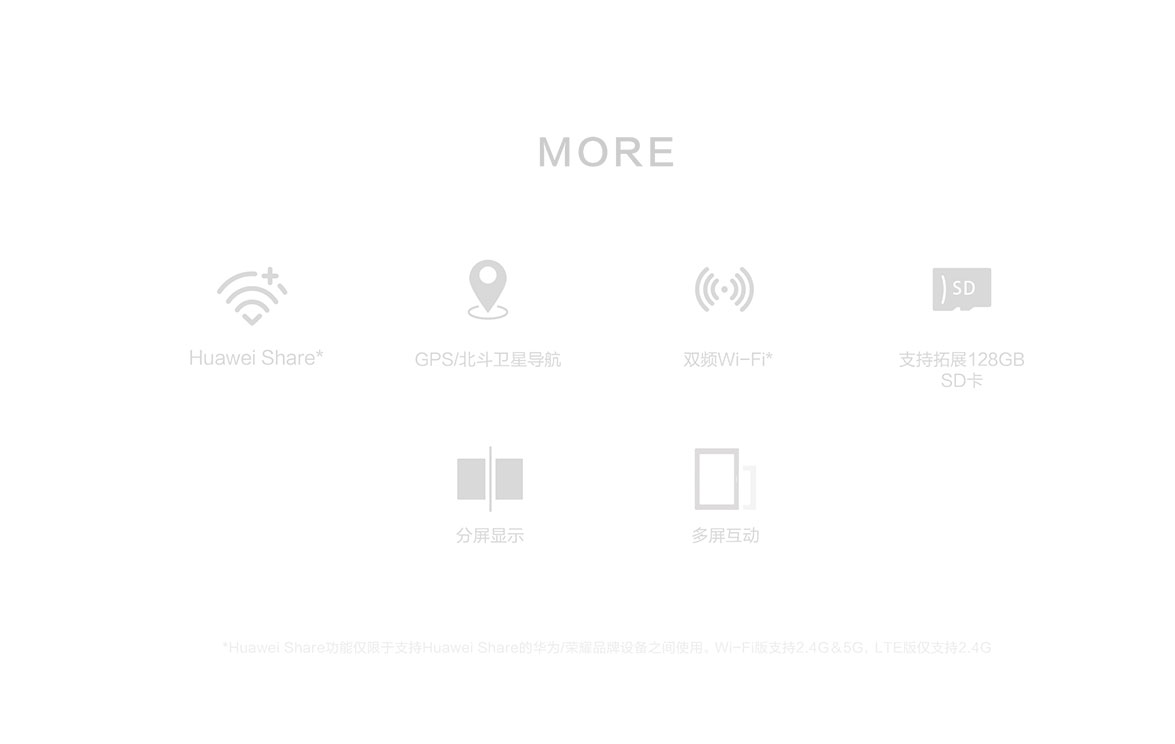 MORE
Huawei Share*
GPS/北斗卫星导航
双频Wi-Fi*
SD
支持拓展128GB
SD卡
分屏显示
多屏互动
*Huawei Share功能仅限于支持Huawei Share的华为/荣耀品牌设备之间使用、Wi-Fi版支持2.4G&5G, LTE版仅支持2.4G